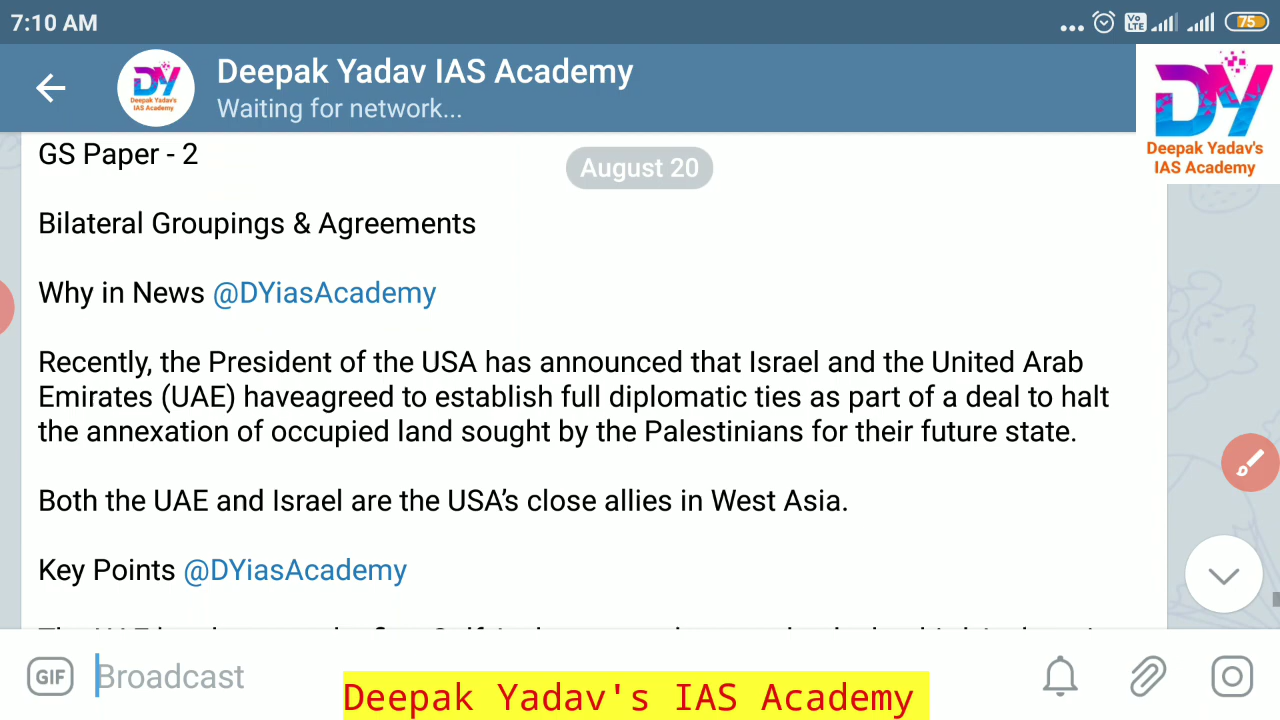 7:10 AM
Vo LTE
75
Deepak Yadav IAS Academy
Waiting for network...
DY
Deepak Yadav's
IAS Academy
DY
Deepak Yadav's
IAS Academy
GS Paper - 2
August 20
Bilateral Groupings & Agreements
Why in News @DYiasAcademy
Recently, the President of the USA has announced that Israel and the United Arab
Emirates (UAE) haveagreed to establish full diplomatic ties as part of a deal to halt
the annexation of occupied land sought by the Palestinians for their future state.
Both the UAE and Israel are the USA’s close allies in West Asia.
Key Points @DYiasAcademy
GIF
Broadcast
Deepak Yadav's IAS Academy